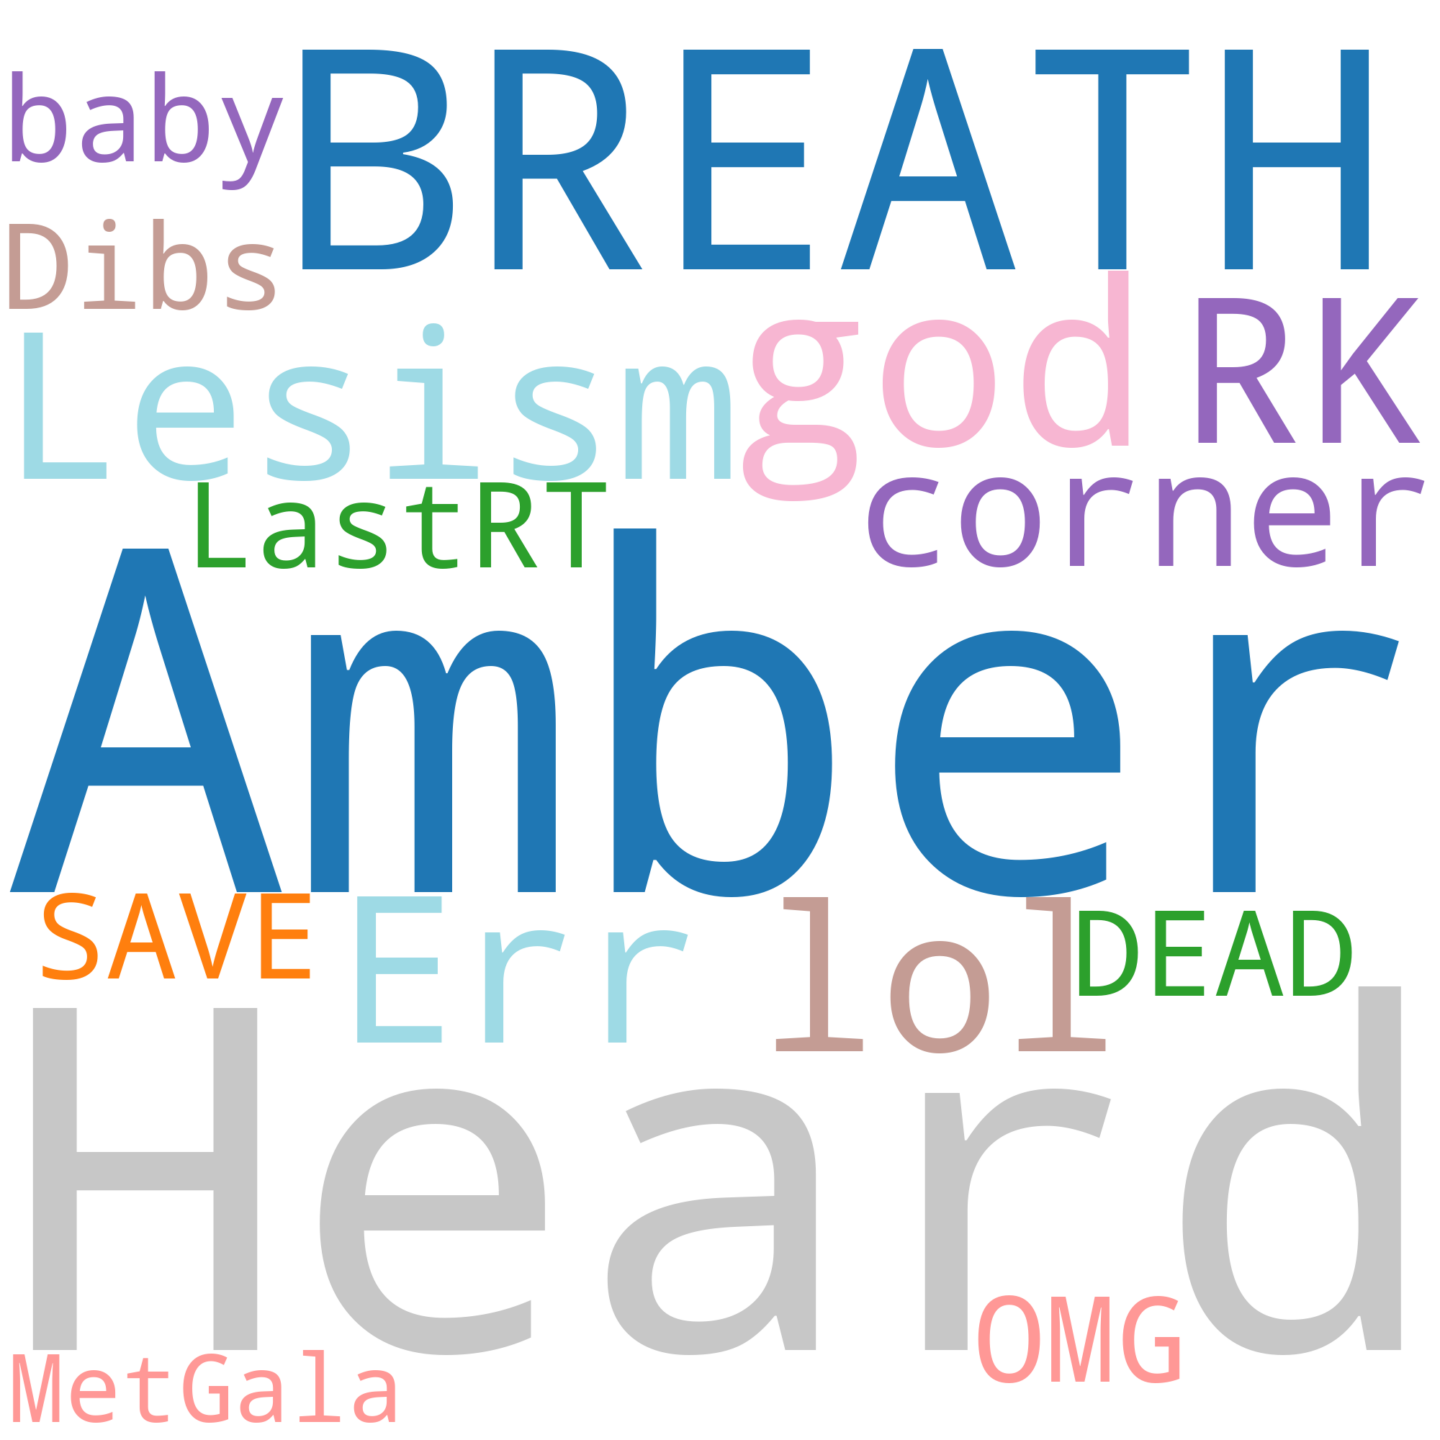 baby BREATH
Dibs
Lesism god RK
LastRT corner
Amber
SAVE Err lol DEAD
Heard
OMG
MetGala